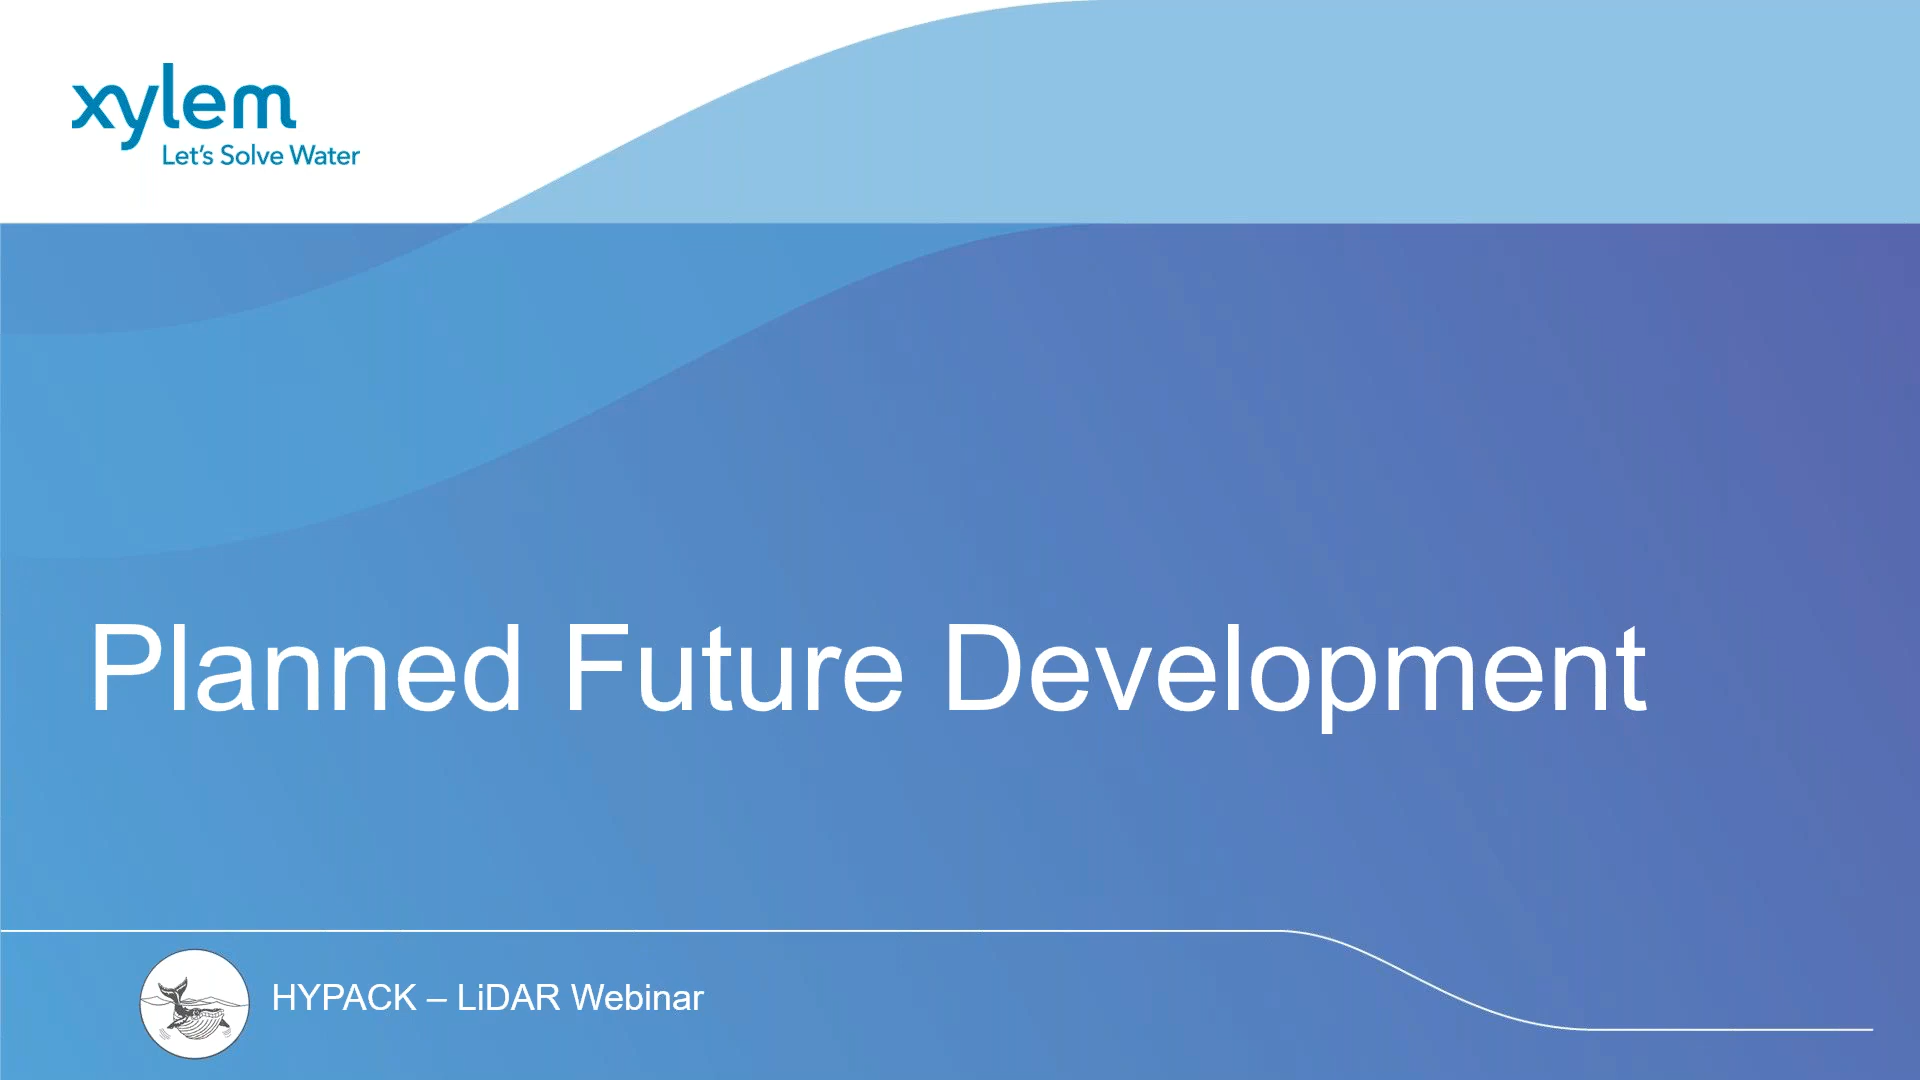 xylem
Let's Solve Water
Planned Future Development
HYPACK – LiDAR Webinar